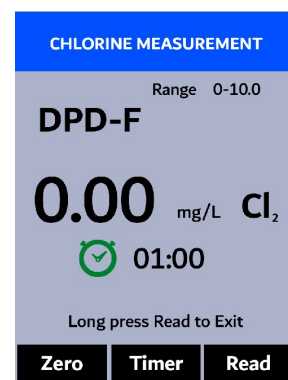 CHLORINE MEASUREMENT
Range 0-10.0
DPD-F
0.00 mg/L Cl₂
01:00
Long press Read to Exit
Zero Timer Read